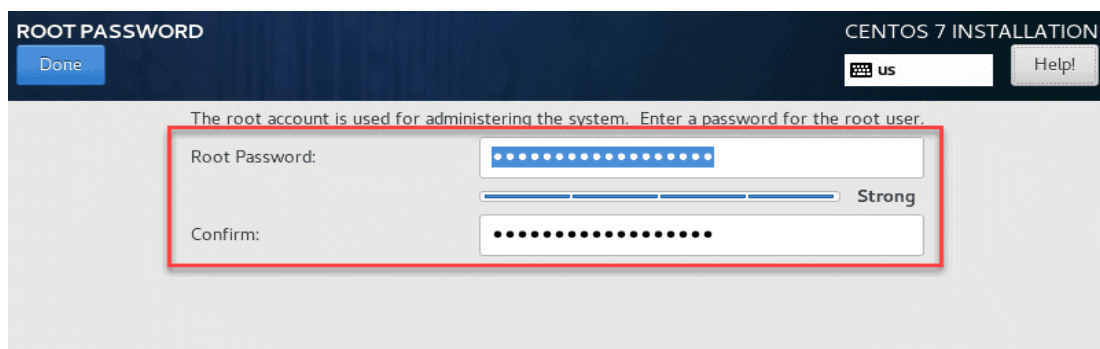 ROOT PASSWORD
CENTOS 7 INSTALLATION
Done
us
Help!
The root account is used for administering the system. Enter a password for the root user.
Root Password:
••••••••••••••••••
Strong
Confirm:
••••••••••••••••••